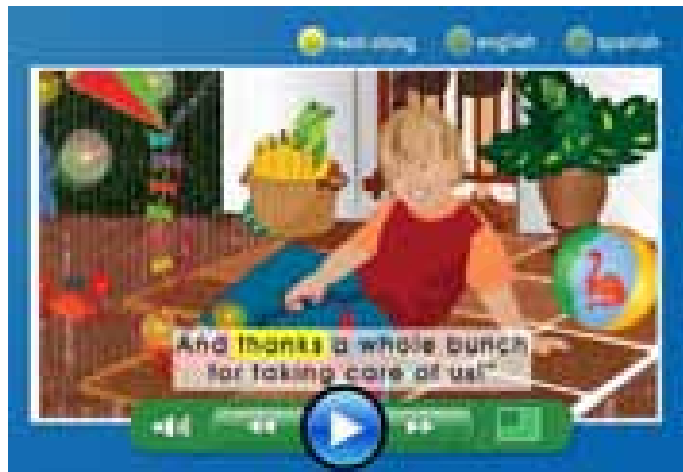 read-along english spanish
And thanks a whole bunch
for taking care of us!"